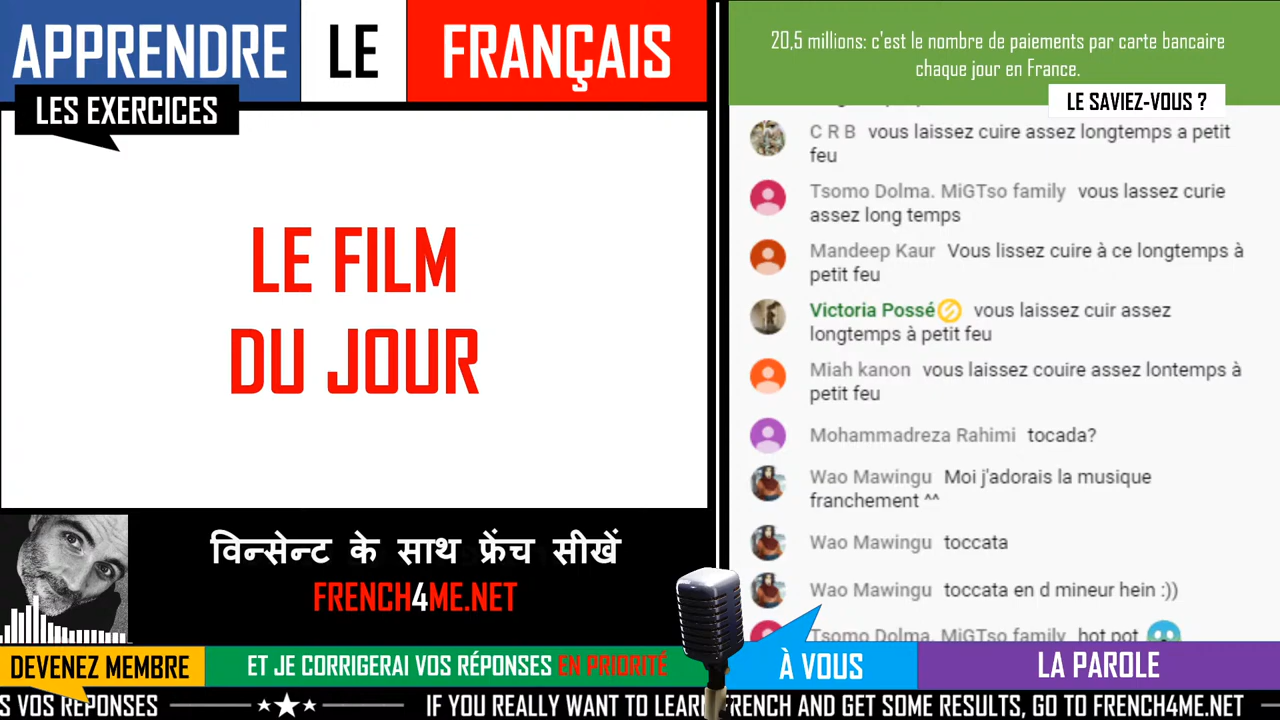 APPRENDRE LE FRANÇAIS
LES EXERCICES
LE FILM
DU JOUR
विन्सेन्ट के साथ फ्रेंच सीखें
FRENCH4ME.NET
DEVENEZ MEMBRE
ET JE CORRIGERAI VOS RÉPONSES EN PRIORITÉ
20,5 millions: c'est le nombre de paiements par carte bancaire
chaque jour en France.
LE SAVIEZ-VOUS ?
C R B vous laissez cuire assez longtemps a petit
feu
Tsomo Dolma. MiGTso family vous lassez curie
assez long temps
Mandeep Kaur Vous lissez cuire à ce longtemps à
petit feu
Victoria Possé vous laissez cuir assez
longtemps à petit feu
Miah kanon vous laissez couire assez lontemps à
petit feu
Mohammadreza Rahimi tocada?
Wao Mawingu Moi j'adorais la musique
franchement ^^
Wao Mawingu toccata
Wao Mawingu toccata en d mineur hein :))
Tsomo Dolma. MiGTso family hot pot
À VOUS
LA PAROLE
S VOS RÉPONSES IF YOU REALLY WANT TO LEARN FRENCH AND GET SOME RESULTS, GO TO FRENCH4ME.NET